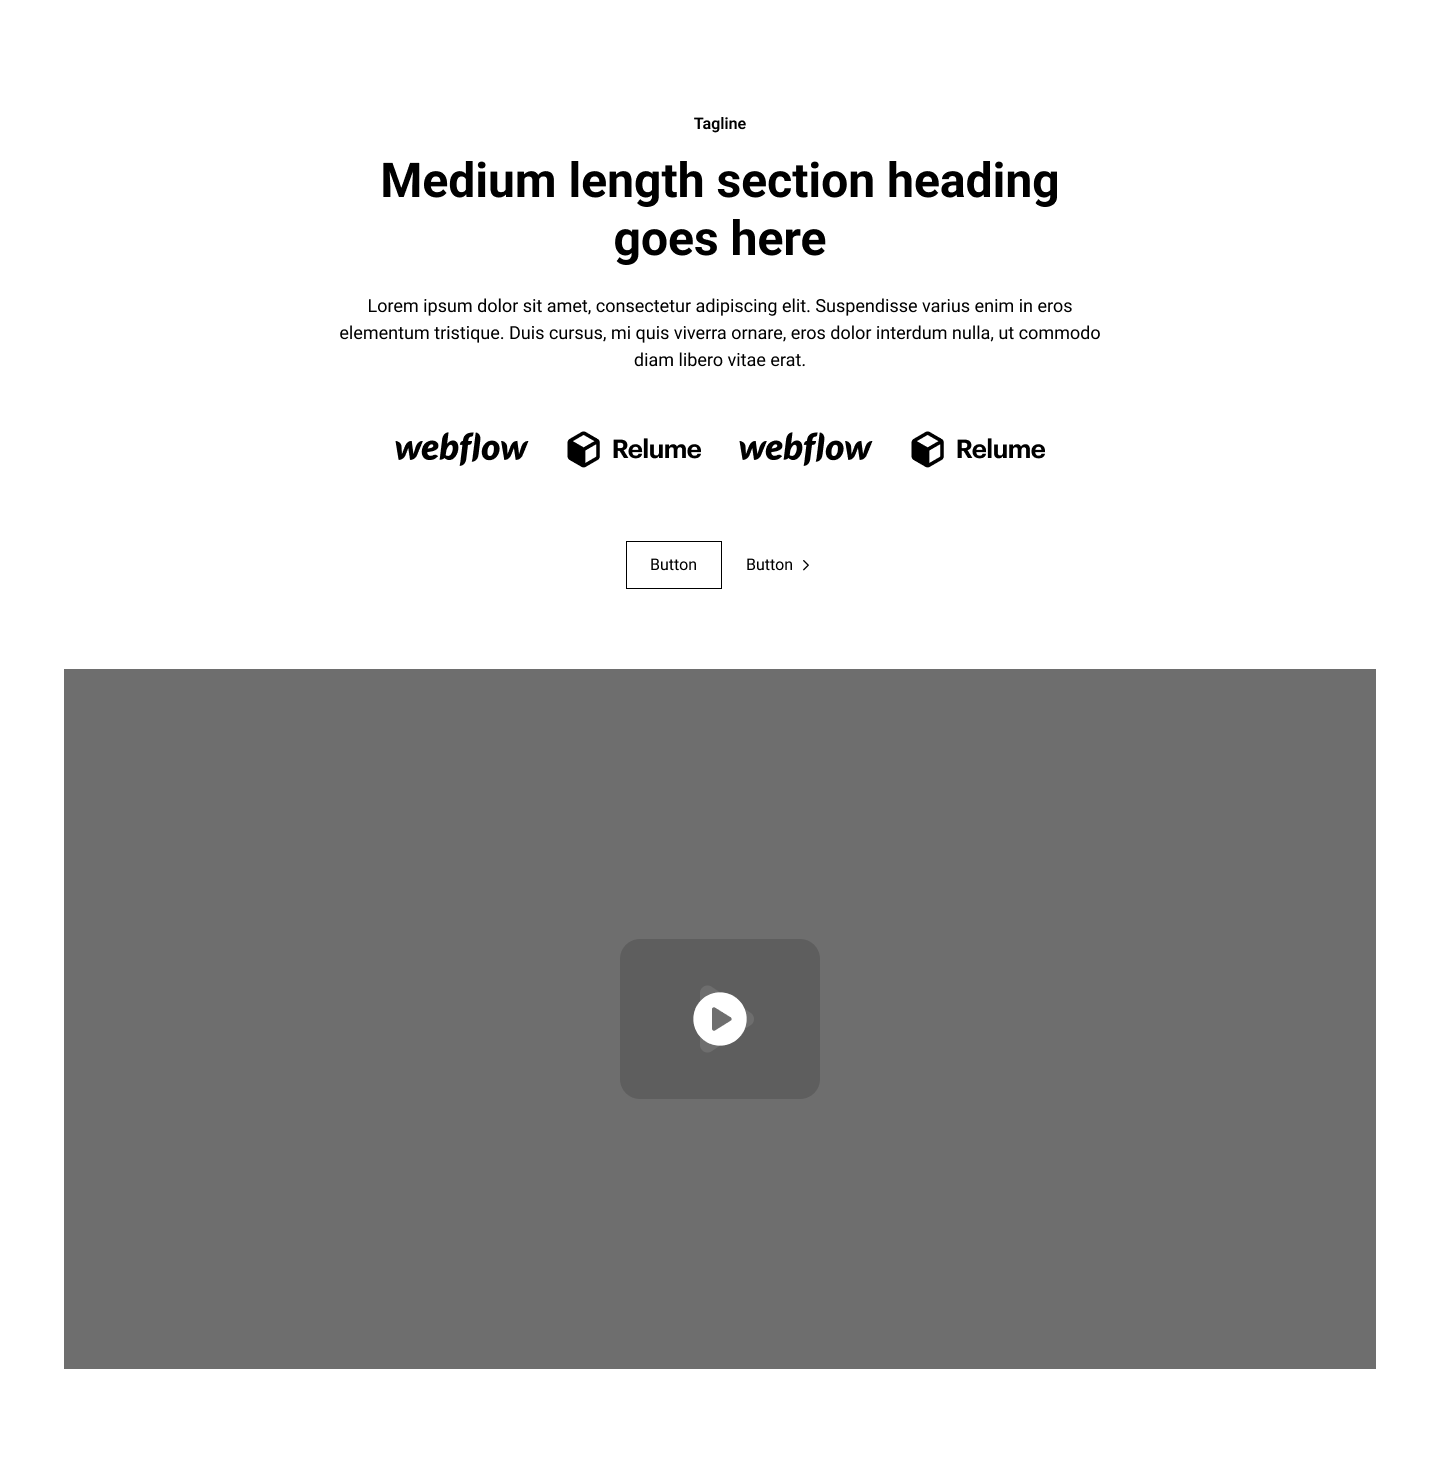 Tagline
Medium length section heading
goes here
Lorem ipsum dolor sit amet, consectetur adipiscing elit. Suspendisse varius enim in eros
elementum tristique. Duis cursus, mi quis viverra ornare, eros dolor interdum nulla, ut commodo
diam libero vitae erat.
webflow Relume webflow Relume
Button Button